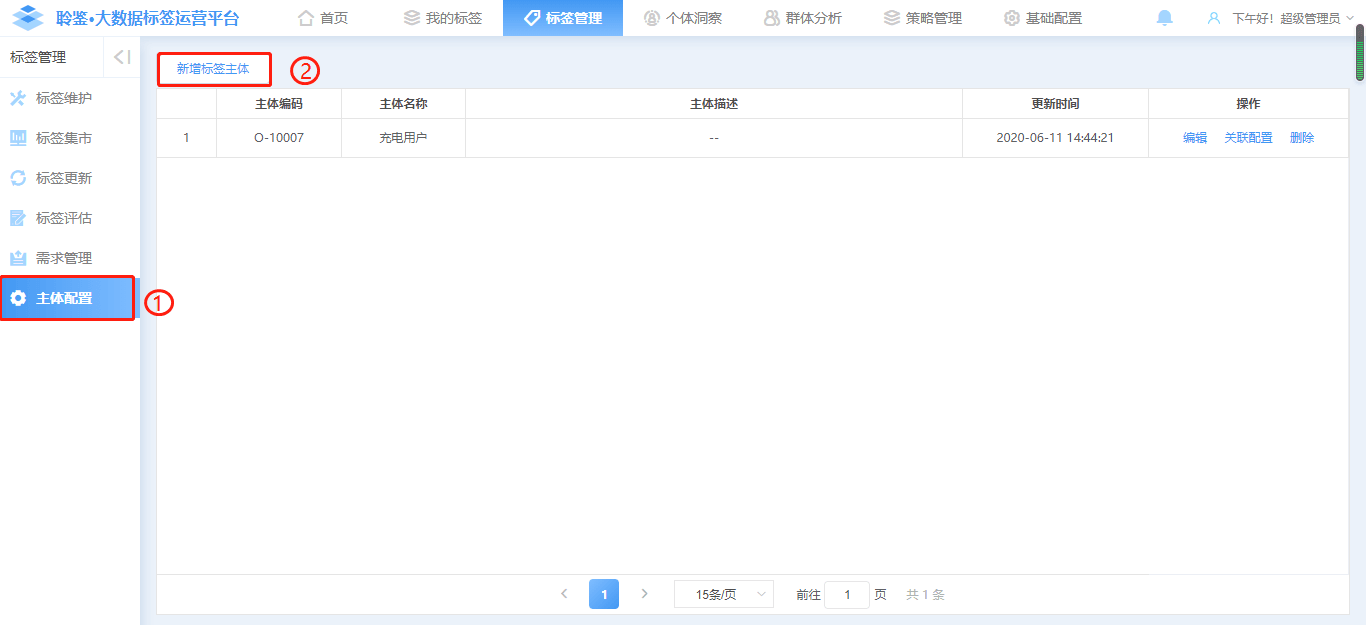 聆鉴•大数据标签运营平台 首页 我的标签 标签管理 个体洞察 群体分析 策略管理 基础配置 下午好！超级管理员
标签管理
标签维护
标签集市
标签更新
标签评估
需求管理
主体配置 ①
新增标签主体 ②
主体编码 主体名称 主体描述 更新时间 操作
1 O-10007 充电用户 -- 2020-06-11 14:44:21 编辑 关联配置 删除
1 15条/页 前往 1 页 共 1 条